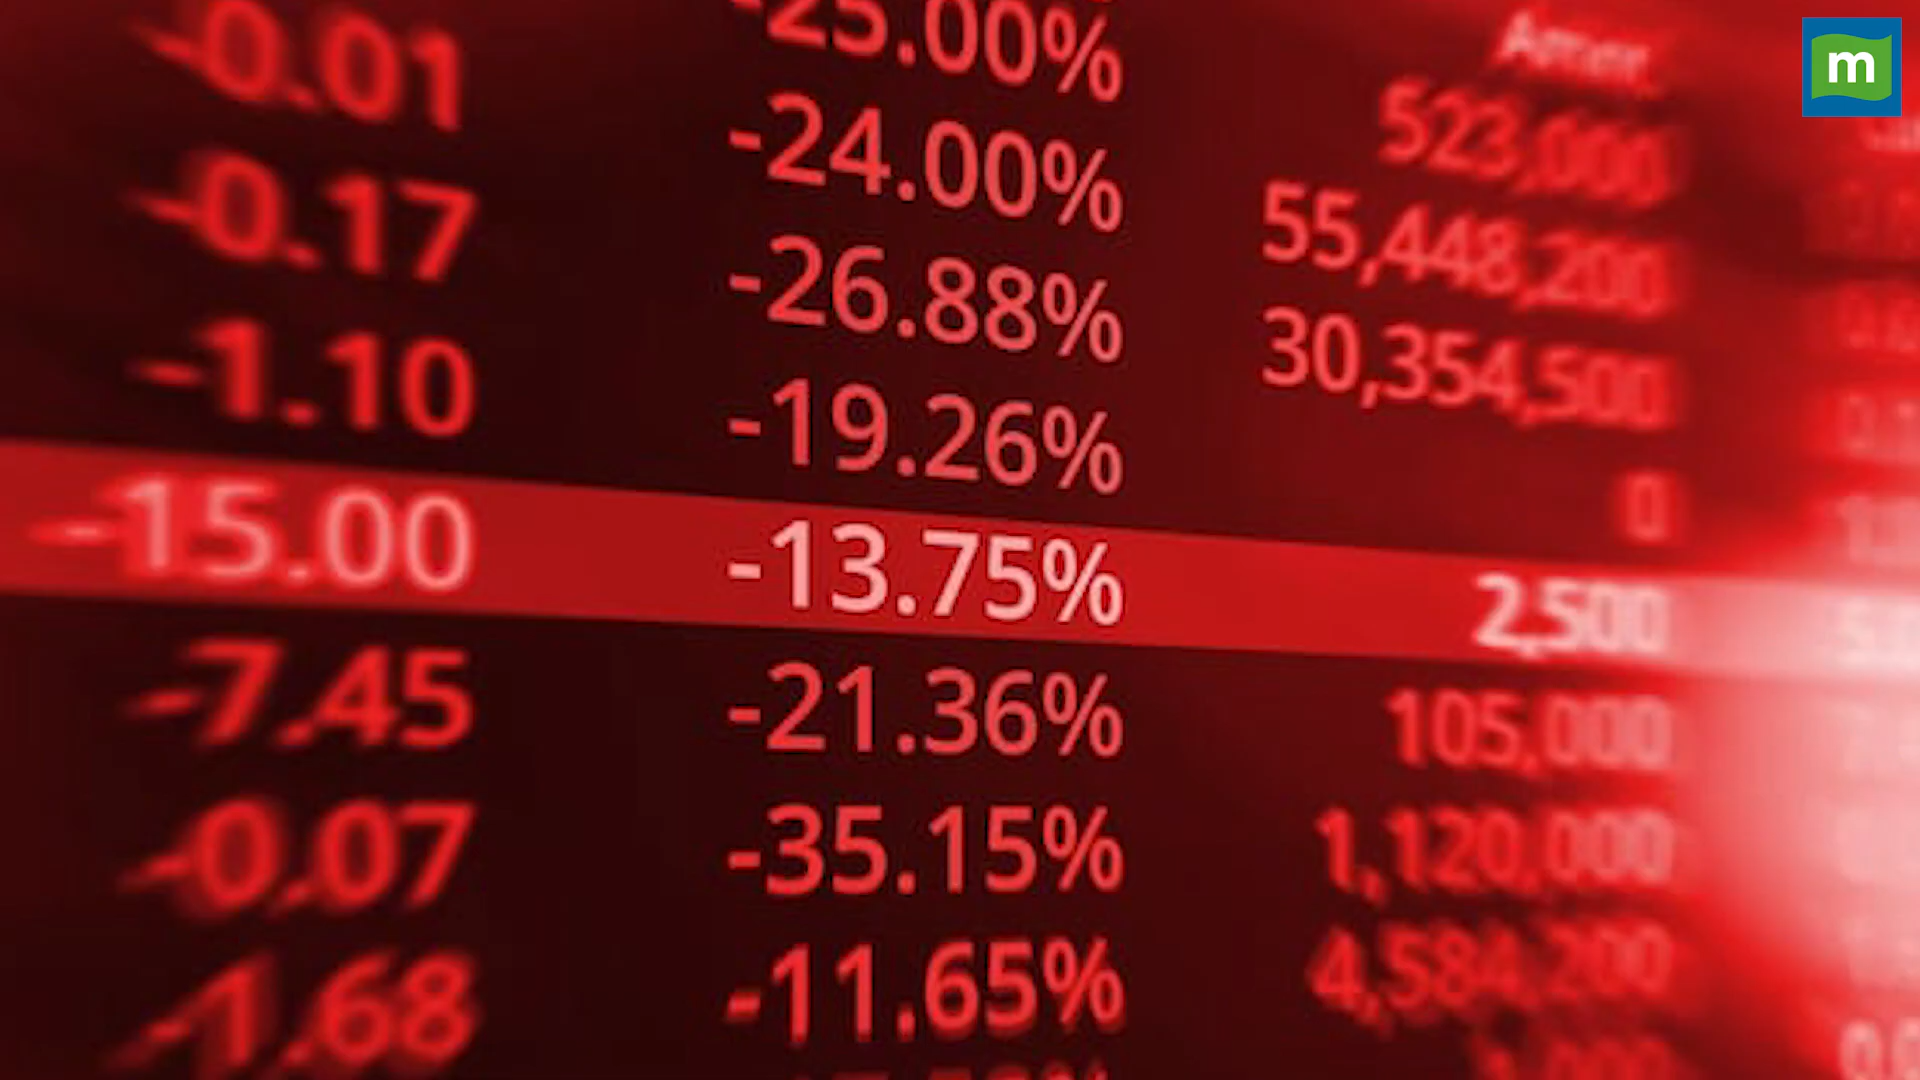 m
-0.01 -25.00% 523,000
-0.17 -24.00% 55,448,200
-1.10 -26.88% 30,354,500
-19.26% 0
-15.00 -13.75% 2,500
-7.45 -21.36% 105,000
-0.07 -35.15% 1,120,000
-1.68 -11.65% 4,584,200